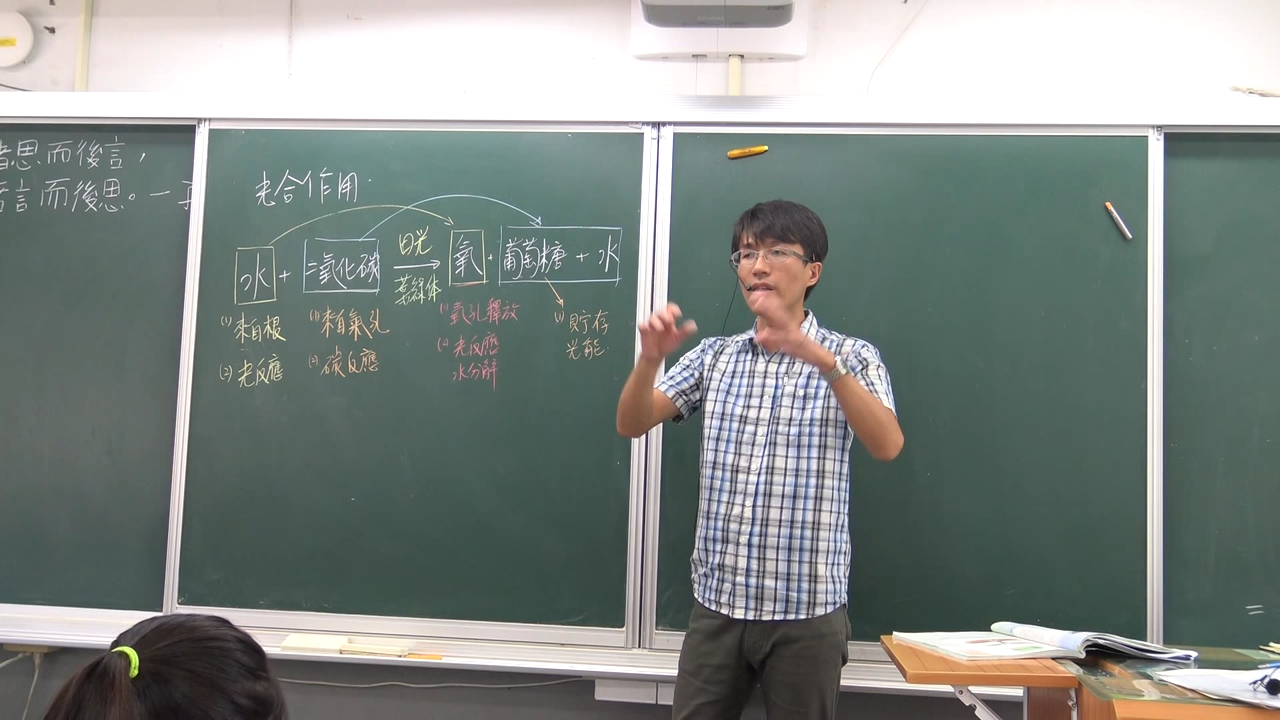 思而後言，
言而後思。一
光合作用.
水 + 二氧化碳 日光 葉綠体 → 氧 + 葡萄糖 + 水
(1) 來自根
(2) 光反應
(1) 來自氣孔
(2) 碳反應
(1) 氣孔釋放
(2) 光反應
水分解
(1) 貯存
光能.